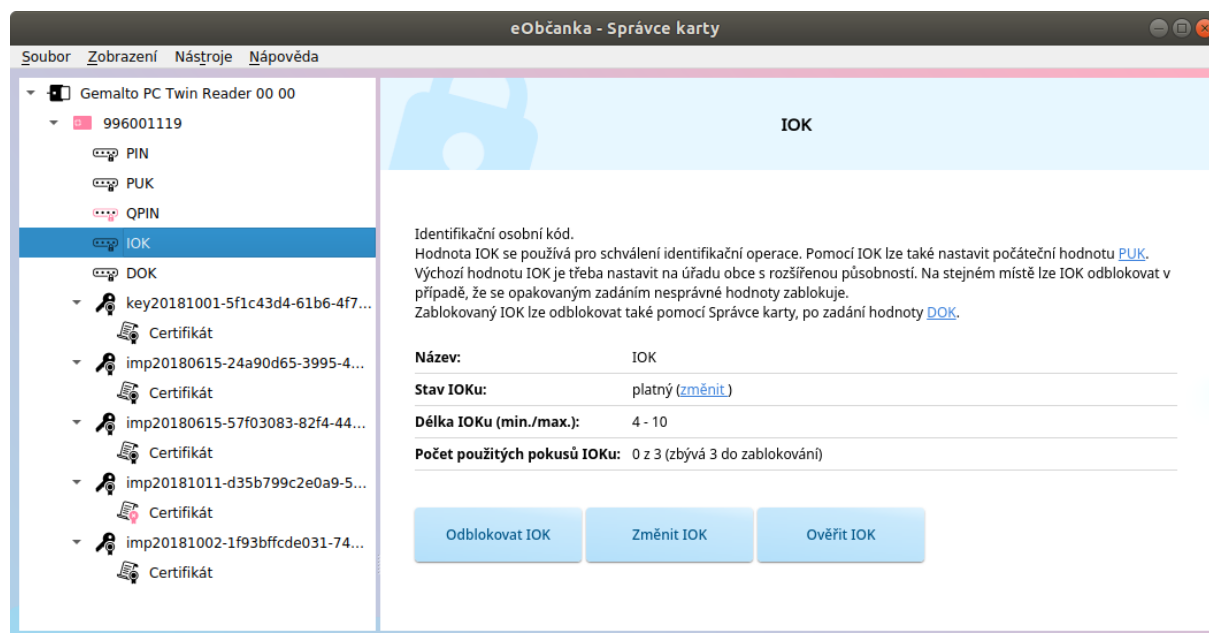 eObčanka - Správce karty
Soubor Zobrazení Nástroje Nápověda
Gemalto PC Twin Reader 00 00
996001119
PIN
PUK
QPIN
IOK
DOK
key20181001-5f1c43d4-61b6-4f7...
Certifikát
imp20180615-24a90d65-3995-4...
Certifikát
imp20180615-57f03083-82f4-44...
Certifikát
imp20181011-d35b799c2e0a9-5...
Certifikát
imp20181002-1f93bffcde031-74...
Certifikát
IOK
Identifikační osobní kód.
Hodnota IOK se používá pro schválení identifikační operace. Pomocí IOK lze také nastavit počáteční hodnotu PUK.
Výchozí hodnotu IOK je třeba nastavit na úřadu obce s rozšířenou působností. Na stejném místě lze IOK odblokovat v
případě, že se opakovaným zadáním nesprávné hodnoty zablokuje.
Zablokovaný IOK lze odblokovat také pomocí Správce karty, po zadání hodnoty DOK.
Název: IOK
Stav IOKu: platný (změnit )
Délka IOKu (min./max.): 4 - 10
Počet použitých pokusů IOKu: 0 z 3 (zbývá 3 do zablokování)
Odblokovat IOK Změnit IOK Ověřit IOK